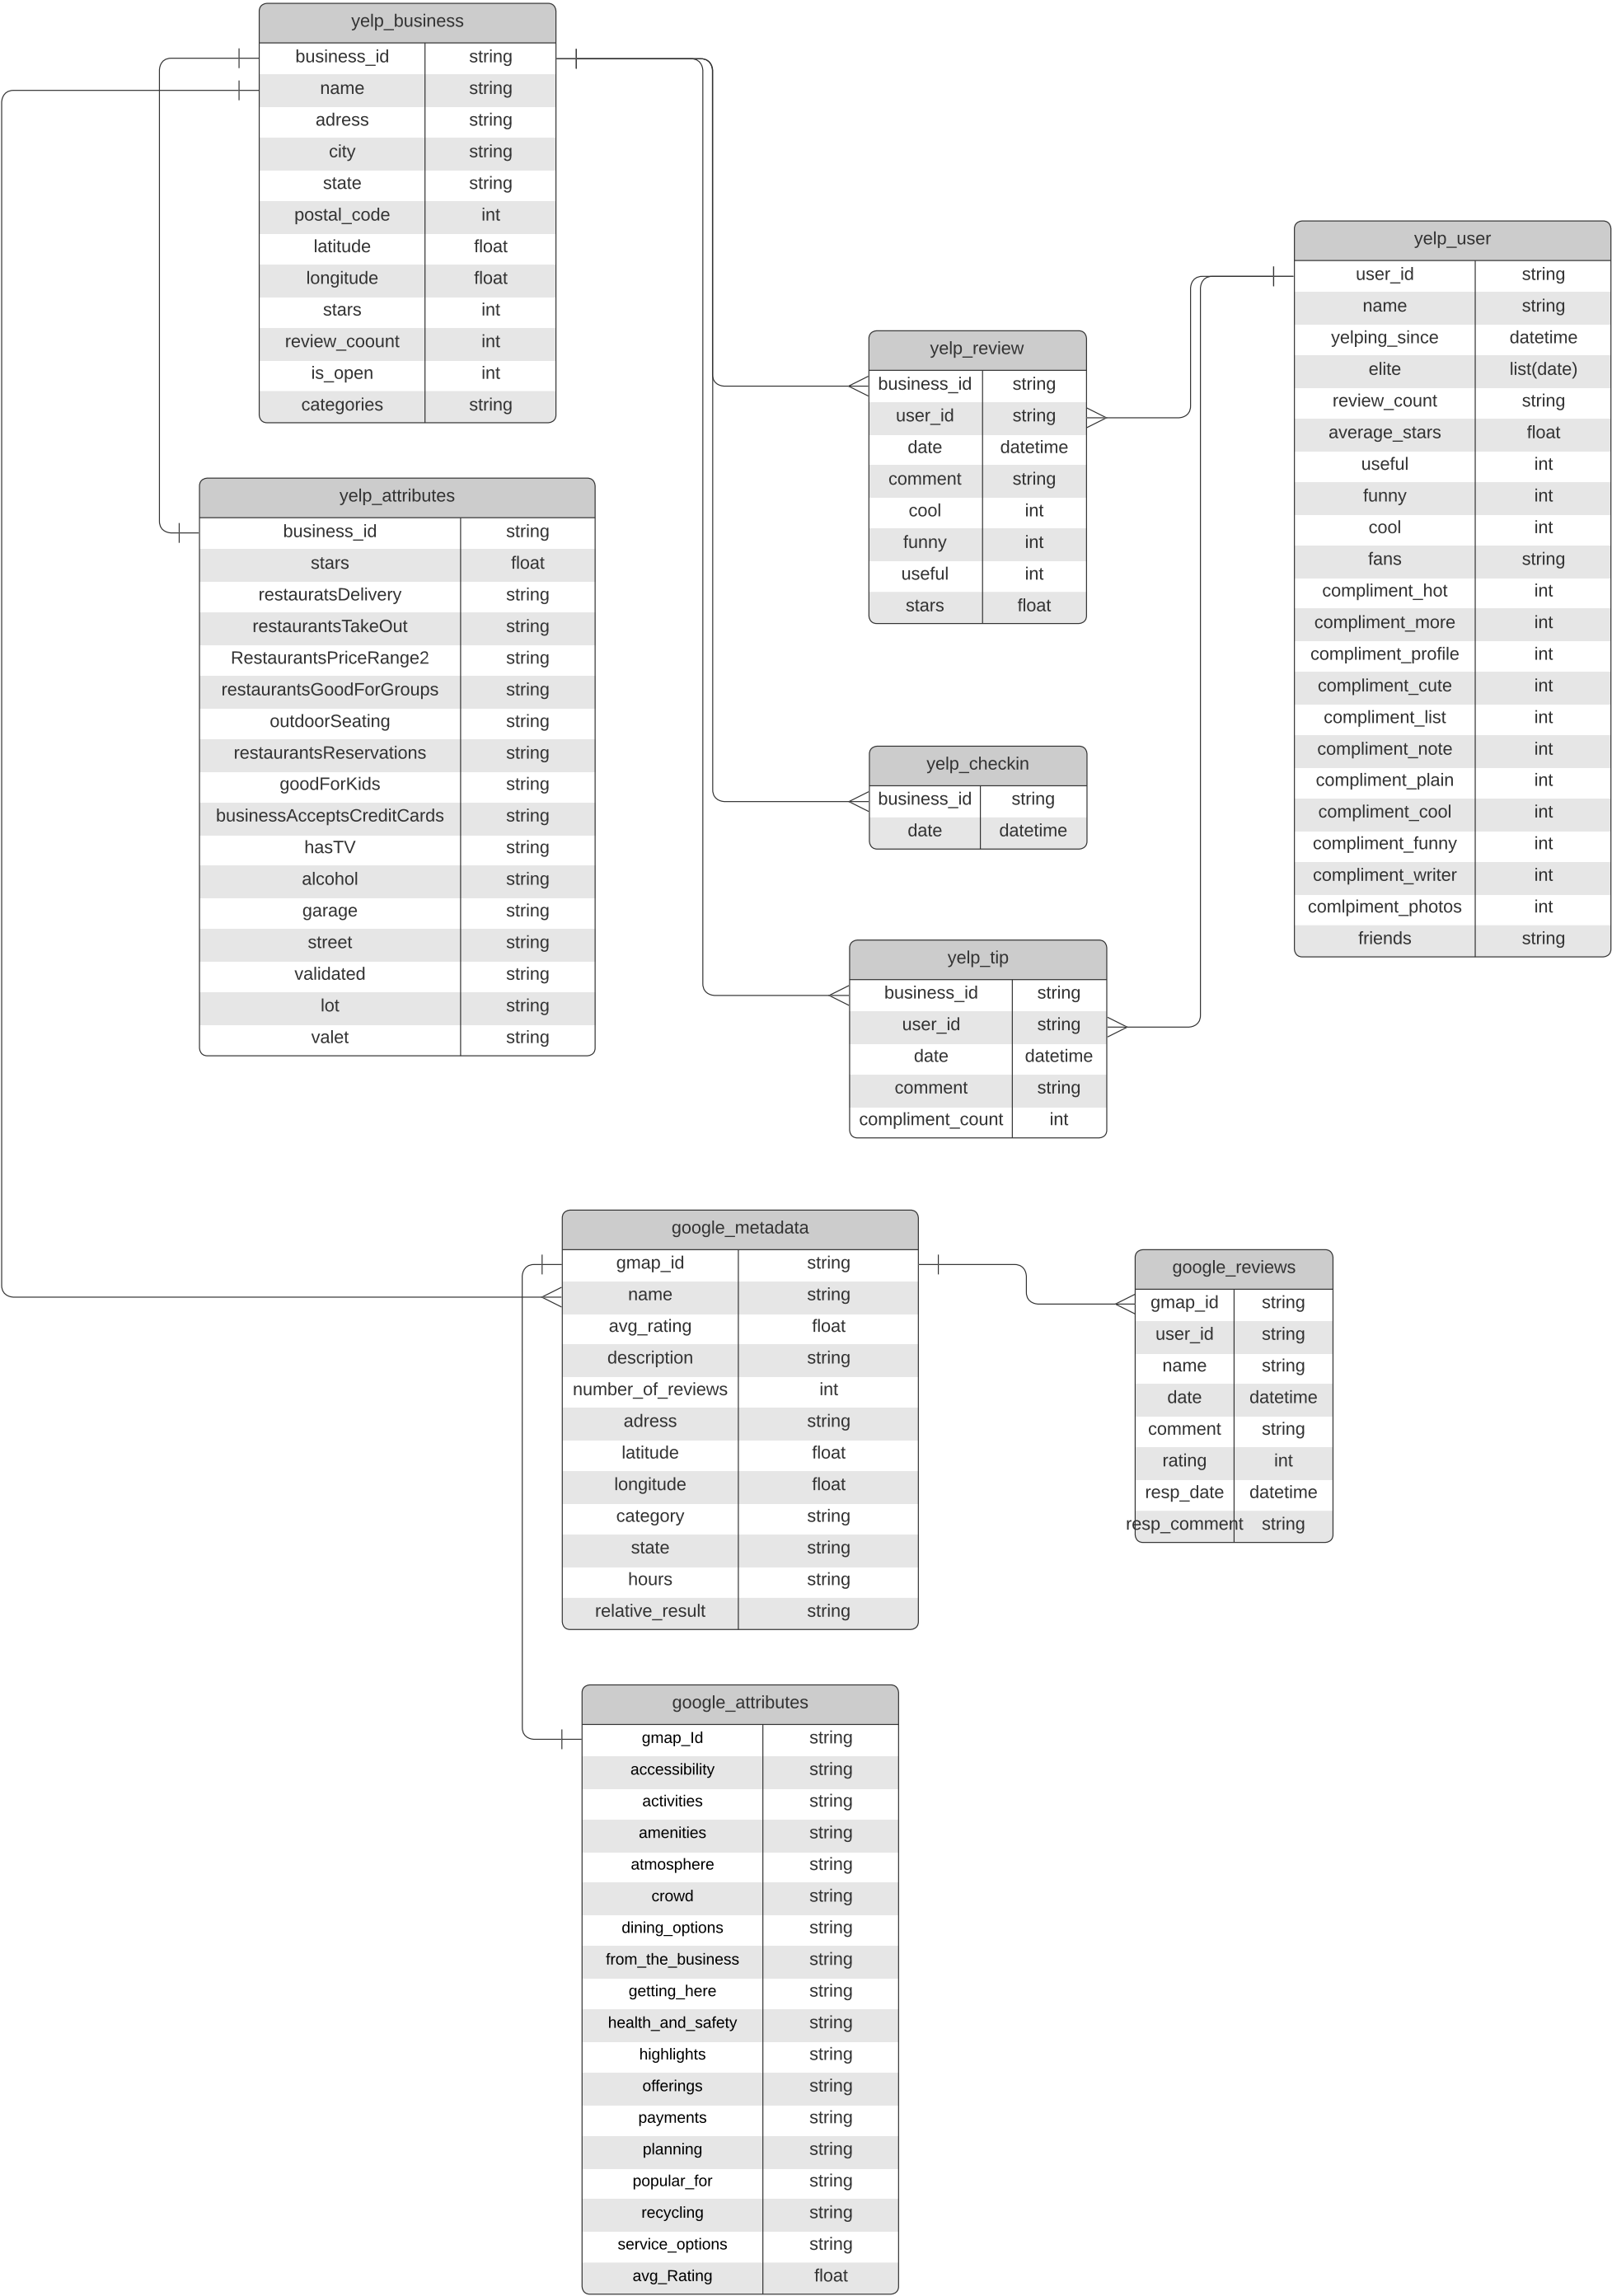 yelp_business
business_id string
name string
adress string
city string
state string
postal_code int
latitude float
longitude float
stars int
review_coount int
is_open int
categories string
yelp_user
user_id string
name string
yelping_since datetime
elite list(date)
review_count string
average_stars float
useful int
funny int
cool int
fans string
compliment_hot int
compliment_more int
compliment_profile int
compliment_cute int
compliment_list int
compliment_note int
compliment_plain int
compliment_cool int
compliment_funny int
compliment_writer int
comlpiment_photos int
friends string
yelp_review
business_id string
user_id string
date datetime
comment string
cool int
funny int
useful int
stars float
yelp_attributes
business_id string
stars float
restauratsDelivery string
restaurantsTakeOut string
RestaurantsPriceRange2 string
restaurantsGoodForGroups string
outdoorSeating string
restaurantsReservations string
goodForKids string
businessAcceptsCreditCards string
hasTV string
alcohol string
garage string
street string
validated string
lot string
valet string
yelp_checkin
business_id string
date datetime
yelp_tip
business_id string
user_id string
date datetime
comment string
compliment_count int
google_metadata
gmap_id string
name string
avg_rating float
description string
number_of_reviews int
adress string
latitude float
longitude float
category string
state string
hours string
relative_result string
google_reviews
gmap_id string
user_id string
name string
date datetime
comment string
rating int
resp_date datetime
resp_comment string
google_attributes
gmap_Id string
accessibility string
activities string
amenities string
atmosphere string
crowd string
dining_options string
from_the_business string
getting_here string
health_and_safety string
highlights string
offerings string
payments string
planning string
popular_for string
recycling string
service_options string
avg_Rating float